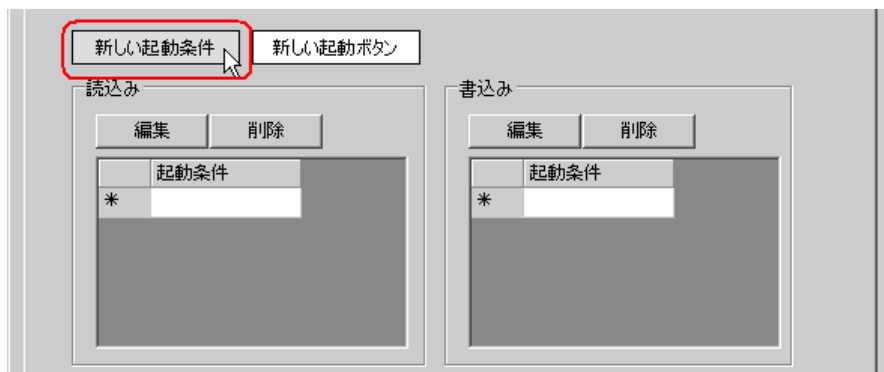 新しい起動条件 新しい起動ボタン
読込み 書込み
編集 削除 編集 削除
起動条件 起動条件
* *